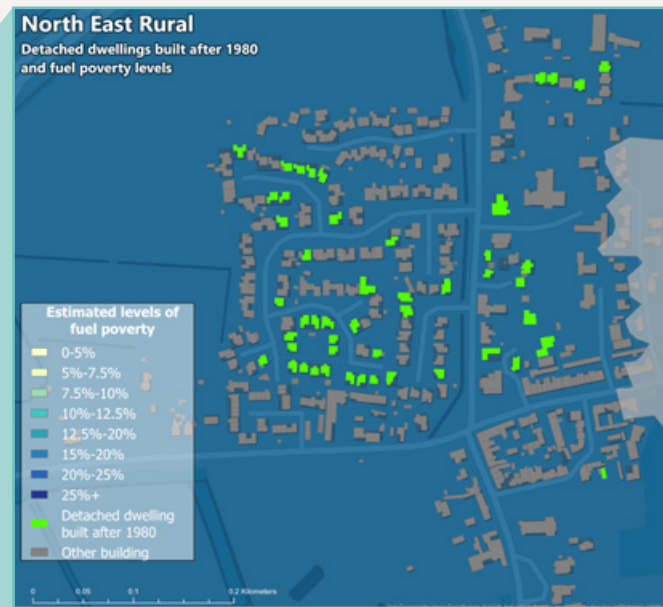 North East Rural
Detached dwellings built after 1980
and fuel poverty levels
Estimated levels of
fuel poverty
0-5%
5%-7.5%
7.5%-10%
10%-12.5%
12.5%-20%
15%-20%
20%-25%
25%+
Detached dwelling
built after 1980
Other building
0 0.05 0.1 0.2 Kilometers